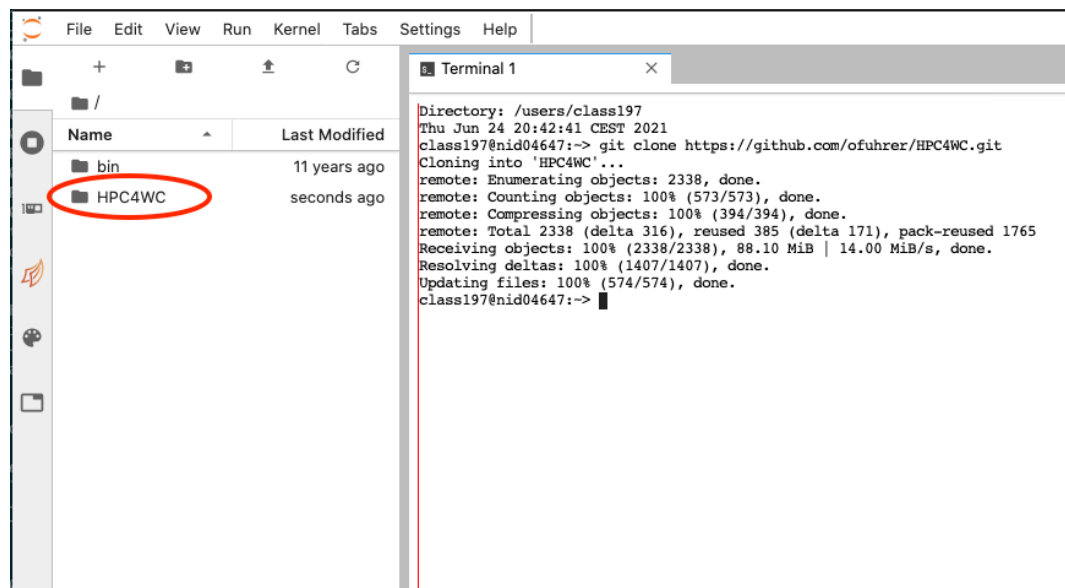 File Edit View Run Kernel Tabs Settings Help
/
Name Last Modified
bin 11 years ago
HPC4WC seconds ago
Terminal 1
Directory: /users/class197
Thu Jun 24 20:42:41 CEST 2021
class197@nid04647:~> git clone https://github.com/ofuhrer/HPC4WC.git
Cloning into 'HPC4WC'...
remote: Enumerating objects: 2338, done.
remote: Counting objects: 100% (573/573), done.
remote: Compressing objects: 100% (394/394), done.
remote: Total 2338 (delta 316), reused 385 (delta 171), pack-reused 1765
Receiving objects: 100% (2338/2338), 88.10 MiB | 14.00 MiB/s, done.
Resolving deltas: 100% (1407/1407), done.
Updating files: 100% (574/574), done.
class197@nid04647:~>